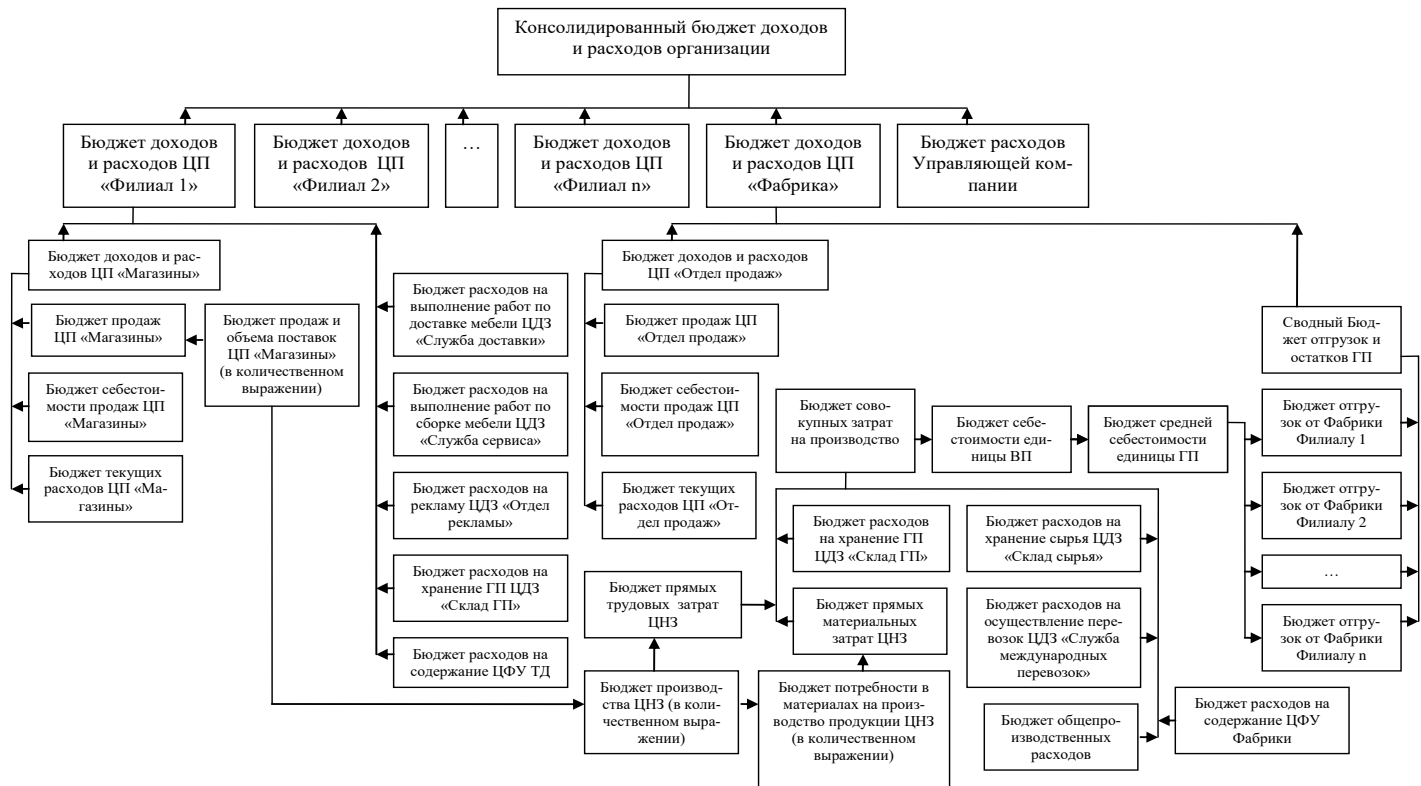 Консолидированный бюджет доходов
и расходов организации
Бюджет доходов
и расходов ЦП
«Филиал 1»
Бюджет доходов
и расходов ЦП
«Филиал 2»
…
Бюджет доходов
и расходов ЦП
«Филиал n»
Бюджет доходов
и расходов ЦП
«Фабрика»
Бюджет расходов
Управляющей ком-
пании
Бюджет доходов и рас-
ходов ЦП «Магазины»
Бюджет продаж
ЦП «Магазины»
Бюджет себестои-
мости продаж ЦП
«Магазины»
Бюджет текущих
расходов ЦП «Ма-
газины»
Бюджет продаж и
объема поставок
ЦП «Магазины»
(в количественном
выражении)
Бюджет расходов на
выполнение работ по
доставке мебели ЦДЗ
«Служба доставки»
Бюджет расходов на
выполнение работ по
сборке мебели ЦДЗ
«Служба сервиса»
Бюджет расходов на
рекламу ЦДЗ «Отдел
рекламы»
Бюджет расходов на
хранение ГП ЦДЗ
«Склад ГП»
Бюджет расходов на
содержание ЦФУ ТД
Бюджет доходов и расходов
ЦП «Отдел продаж»
Бюджет продаж ЦП
«Отдел продаж»
Бюджет себестои-
мости продаж ЦП
«Отдел продаж»
Бюджет текущих
расходов ЦП «От-
дел продаж»
Бюджет прямых
трудовых затрат
ЦНЗ
Бюджет производ-
ства ЦНЗ (в коли-
чественном выра-
жении)
Бюджет потребности в
материалах на произ-
водство продукции ЦНЗ
(в количественном
выражении)
Бюджет сово-
купных затрат
на производство
Бюджет себе-
стоимости еди-
ницы ВП
Бюджет средней
себестоимости
единицы ГП
Бюджет расходов
на хранение ГП
ЦДЗ «Склад ГП»
Бюджет прямых
материальных
затрат ЦНЗ
Бюджет расходов на
хранение сырья ЦДЗ
«Склад сырья»
Бюджет расходов на
осуществление пере-
возок ЦДЗ «Служба
международных
перевозок»
Бюджет общепро-
изводственных
расходов
Бюджет расходов на
содержание ЦФУ
Фабрики
Сводный Бюд-
жет отгрузок и
остатков ГП
Бюджет отгру-
зок от Фабрики
Филиалу 1
Бюджет отгру-
зок от Фабрики
Филиалу 2
…
Бюджет отгру-
зок от Фабрики
Филиалу n